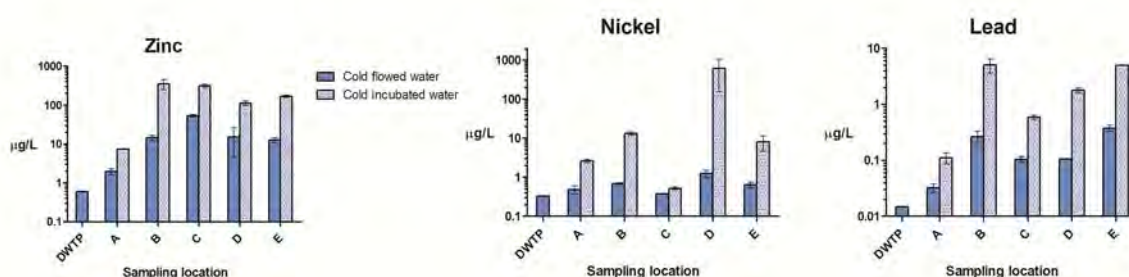 Zinc
1000
100
10
1
0.1
µg/L
DWTP
A
B
C
D
E
Sampling location
Cold flowed water
Cold incubated water
Nickel
1000
100
10
1
0.1
µg/L
DWTP
A
B
C
D
E
Sampling location
Lead
10
1
0.1
0.01
µg/L
DWTP
A
B
C
D
E
Sampling location